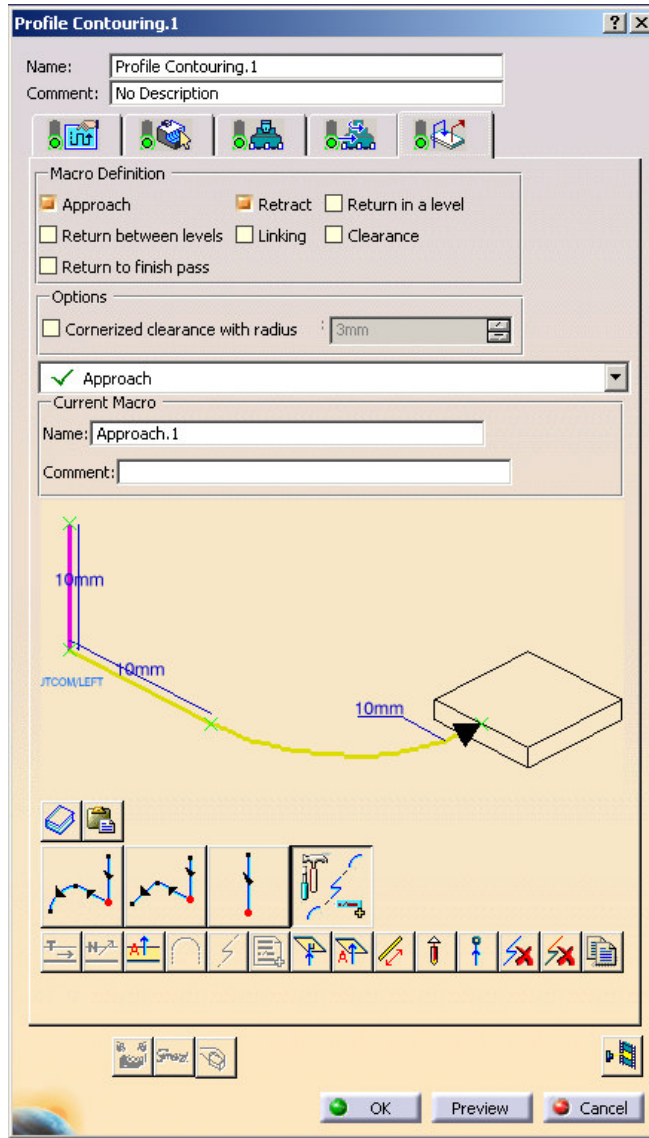 Profile Contouring.1
Name: Profile Contouring.1
Comment: No Description
Macro Definition
Approach Retract Return in a level
Return between levels Linking Clearance
Return to finish pass
Options
Cornerized clearance with radius : 3mm
Approach
Current Macro
Name: Approach.1
Comment:
10mm
10mm
JTCOM/LEFT
10mm
OK Preview Cancel